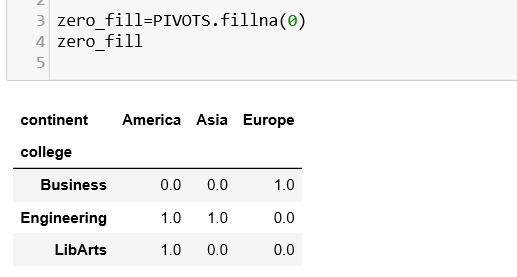 3 zero_fill=PIVOTS.fillna(0)
4 zero_fill
5
continent America Asia Europe
college
Business 0.0 0.0 1.0
Engineering 1.0 1.0 0.0
LibArts 1.0 0.0 0.0